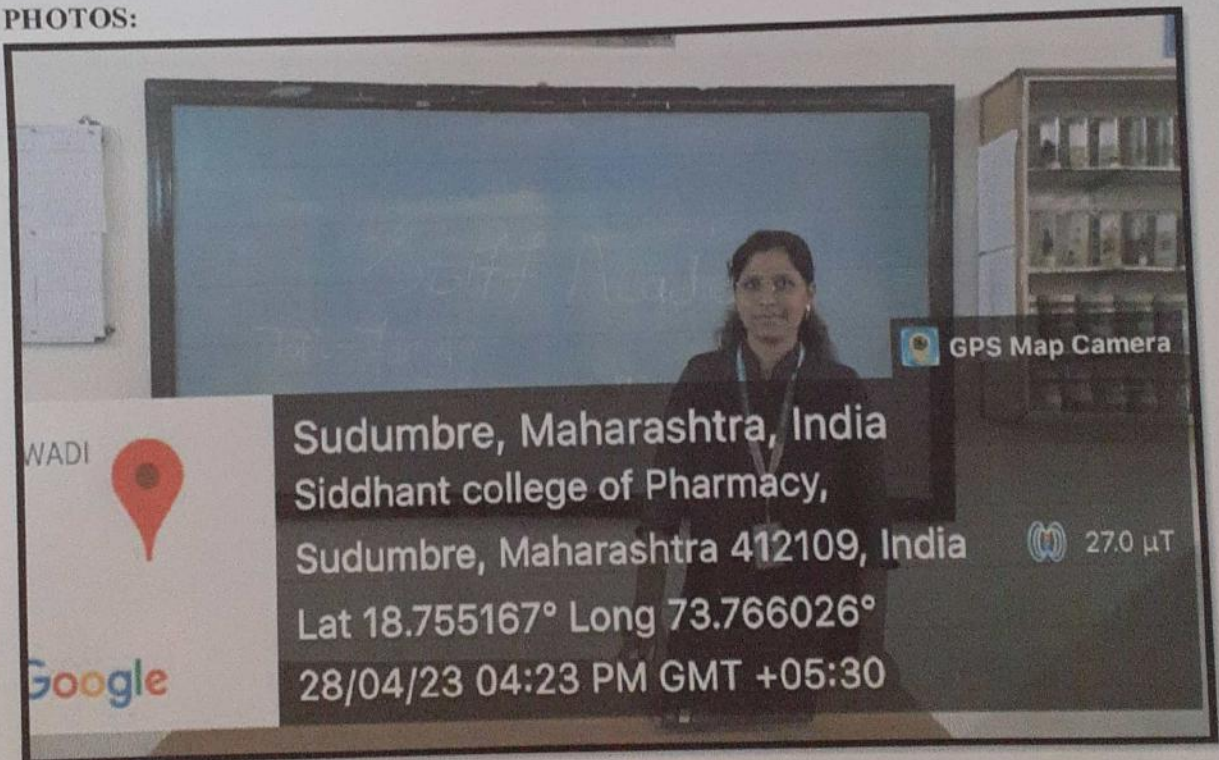 PHOTOS:
Staff
GPS Map Camera
WADI
Sudumbre, Maharashtra, India
Siddhant college of Pharmacy,
Sudumbre, Maharashtra 412109, India
27.0 µT
Lat 18.755167° Long 73.766026°
28/04/23 04:23 PM GMT +05:30
Google